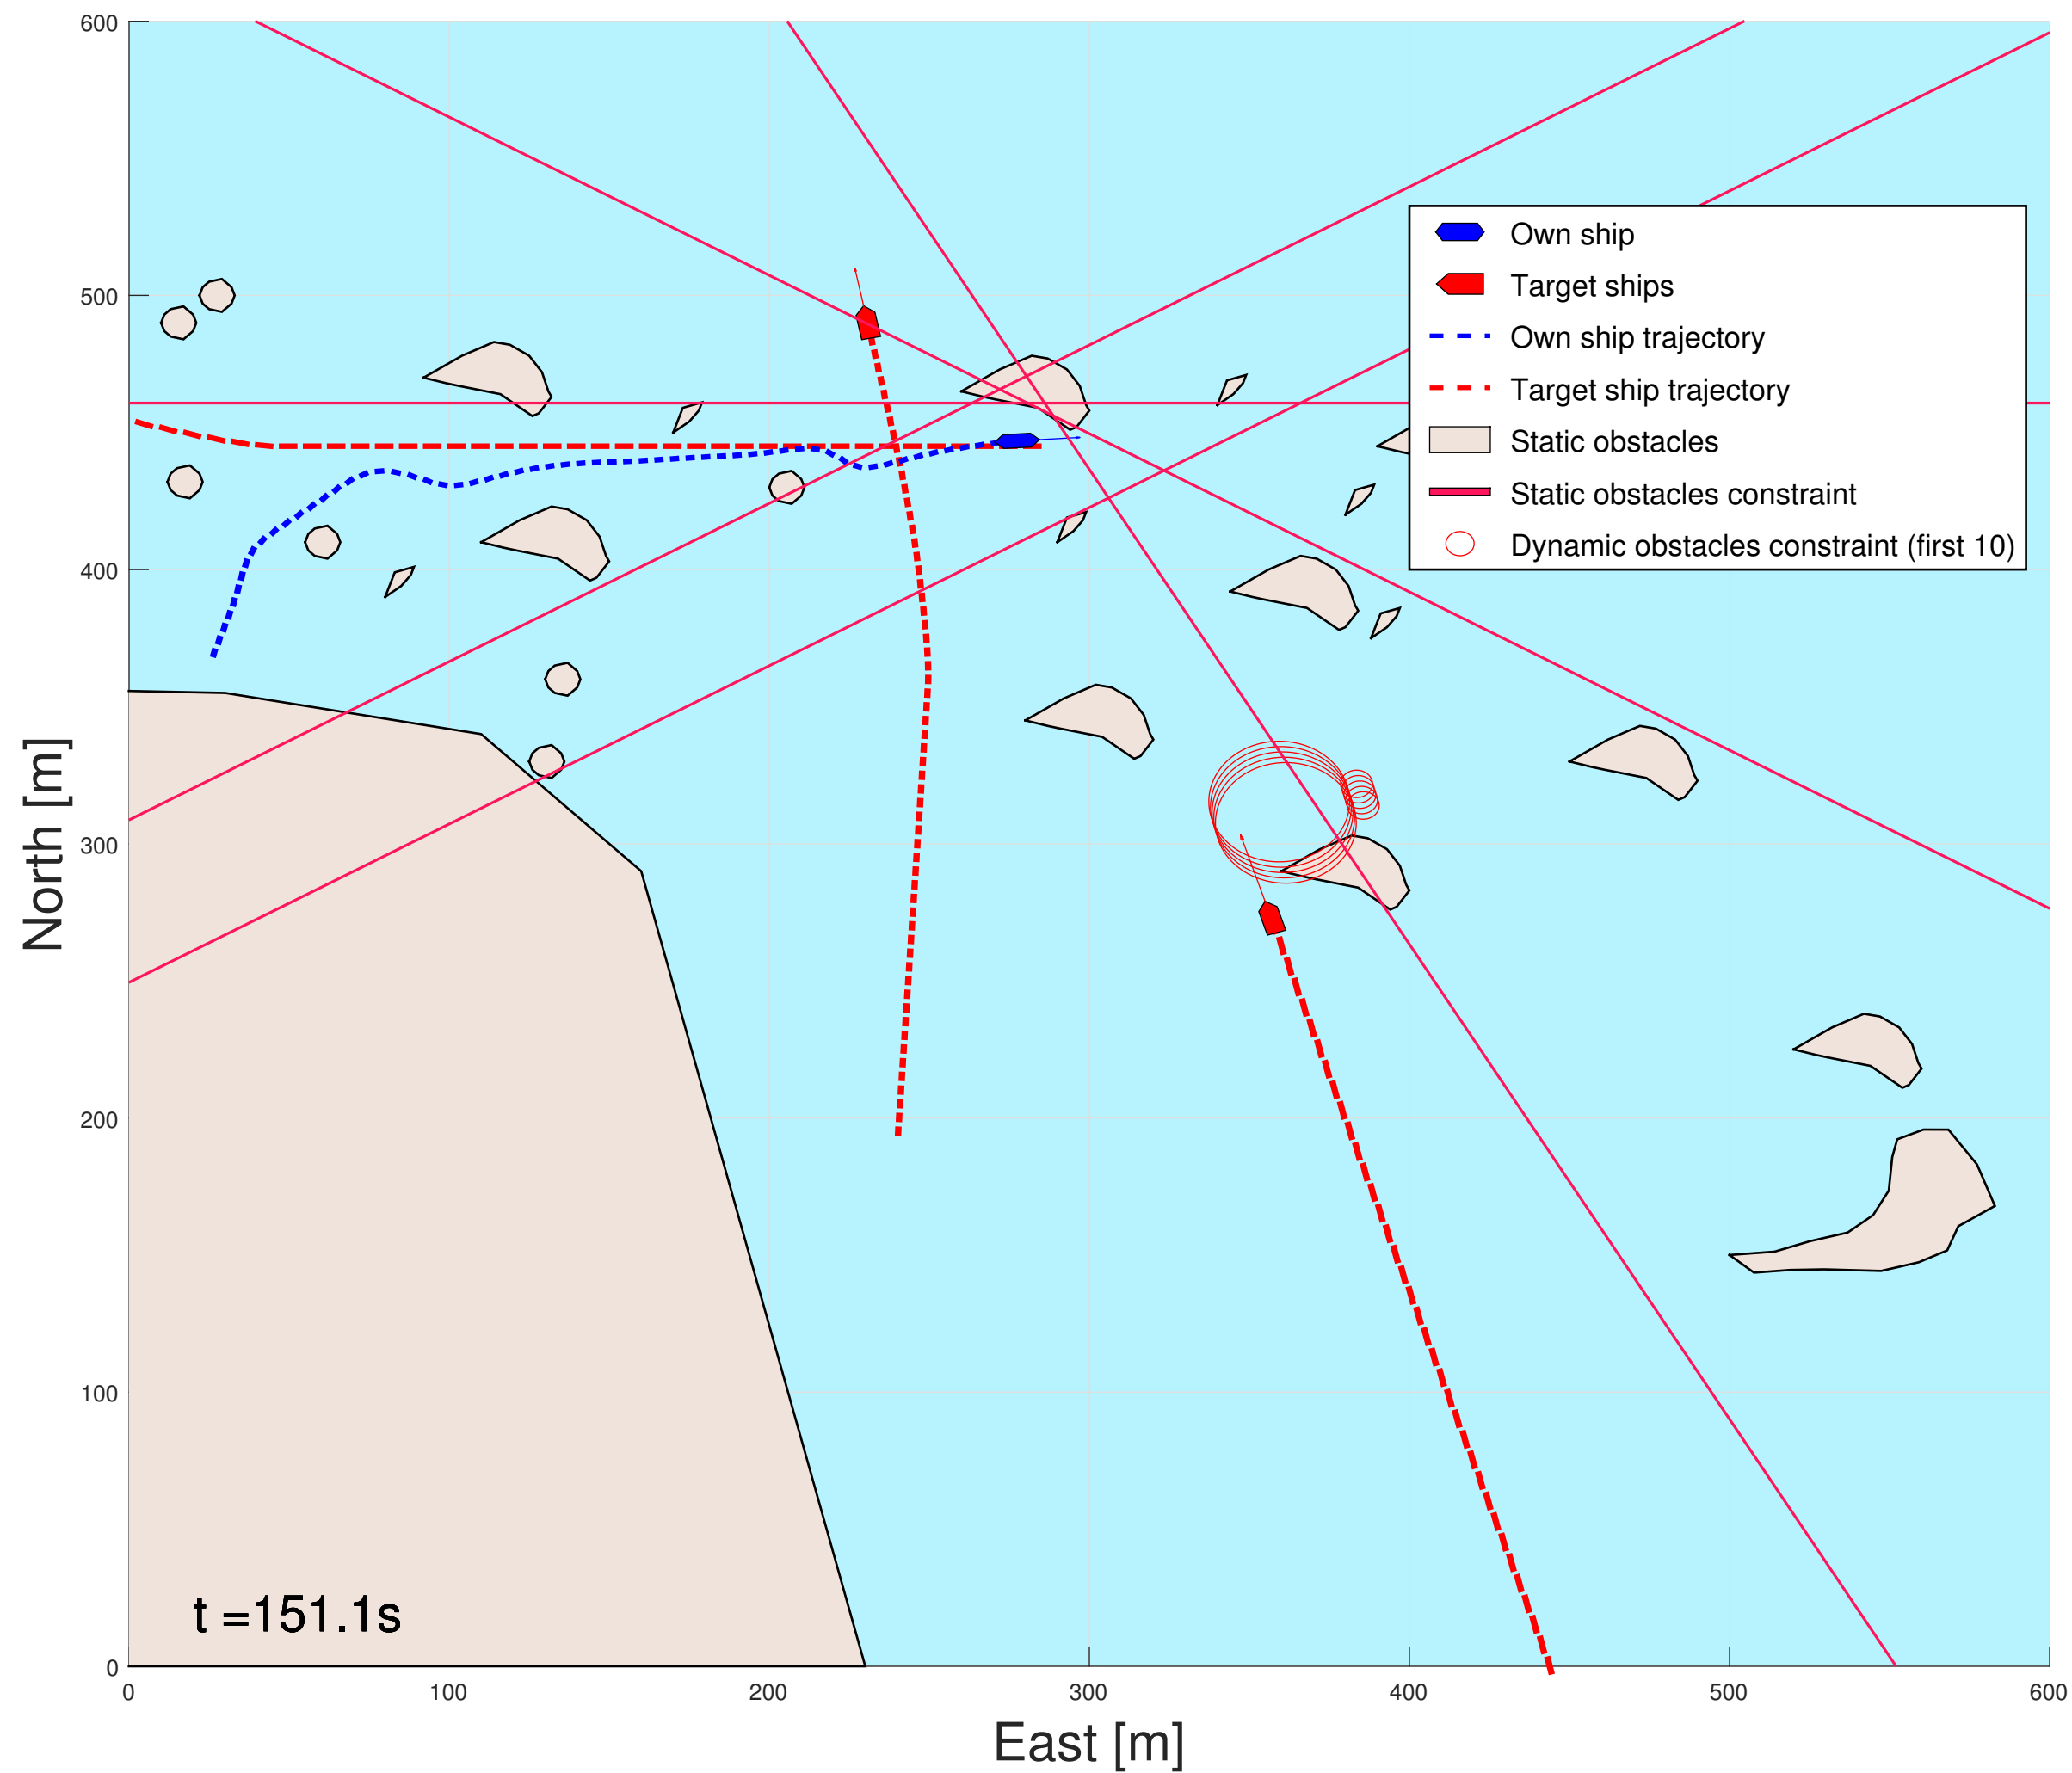 600
500
400
300
200
100
0
North [m]
Own ship
Target ships
Own ship trajectory
Target ship trajectory
Static obstacles
Static obstacles constraint
Dynamic obstacles constraint (first 10)
t =151.1s
0
100
200
300
400
500
600
East [m]